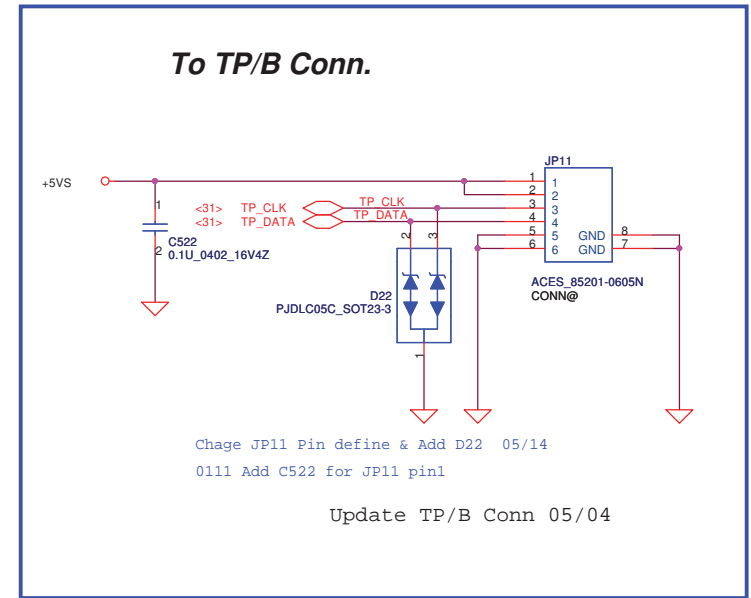 To TP/B Conn.
JP11
+5VS
1 1
2 2
<31> TP_CLK TP_CLK 3 3
<31> TP_DATA TP_DATA 4 4
5 5 GND 8
6 6 GND 7
1
2
C522
0.1U_0402_16V4Z
2 3
D22
PJDLC05C_SOT23-3
1
ACES_85201-0605N
CONN@
Chage JP11 Pin define & Add D22 05/14
0111 Add C522 for JP11 pin1
Update TP/B Conn 05/04